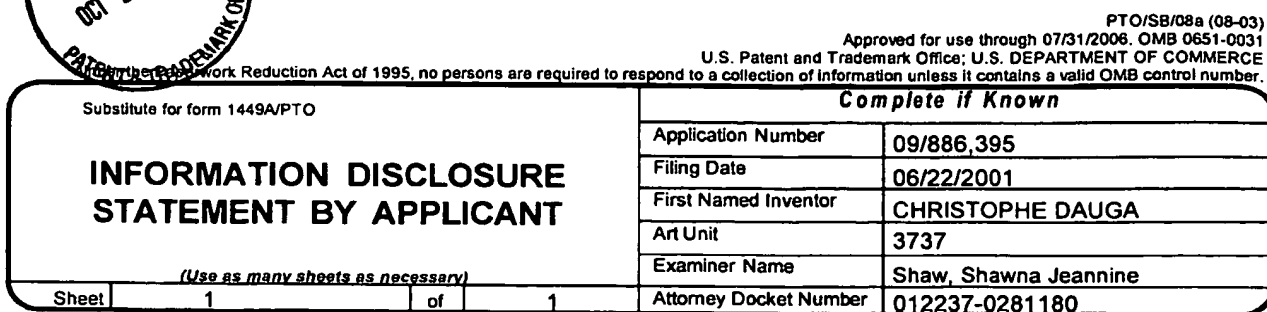 OCT
PATENT & TRADEMARK
PTO/SB/08a (08-03)
Approved for use through 07/31/2006. OMB 0651-0031
U.S. Patent and Trademark Office; U.S. DEPARTMENT OF COMMERCE
work Reduction Act of 1995, no persons are required to respond to a collection of information unless it contains a valid OMB control number.
Substitute for form 1449A/PTO
INFORMATION DISCLOSURE
STATEMENT BY APPLICANT
(Use as many sheets as necessary)
Sheet 1 of 1
Complete if Known
Application Number 09/886,395
Filing Date 06/22/2001
First Named Inventor CHRISTOPHE DAUGA
Art Unit 3737
Examiner Name Shaw, Shawna Jeannine
Attorney Docket Number 012237-0281180